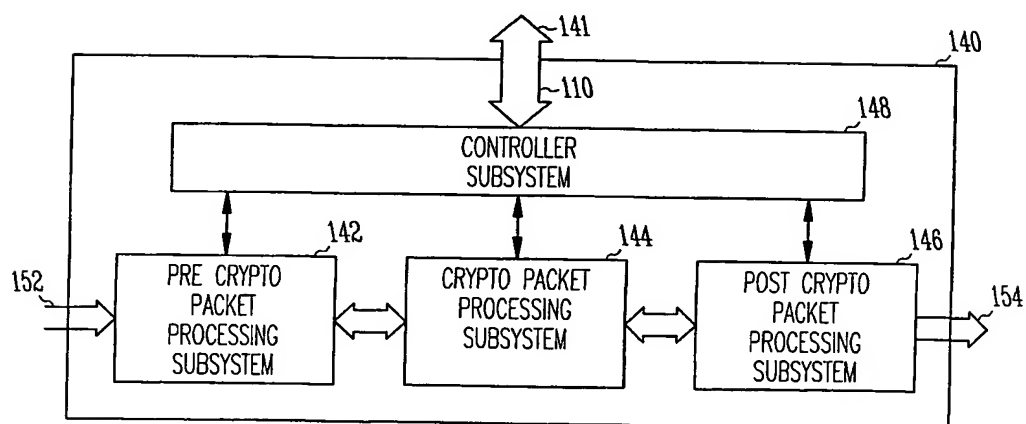 141
140
110
148
CONTROLLER
SUBSYSTEM
142
144
146
152
PRE CRYPTO
PACKET
PROCESSING
SUBSYSTEM
CRYPTO PACKET
PROCESSING
SUBSYSTEM
POST CRYPTO
PACKET
PROCESSING
SUBSYSTEM
154